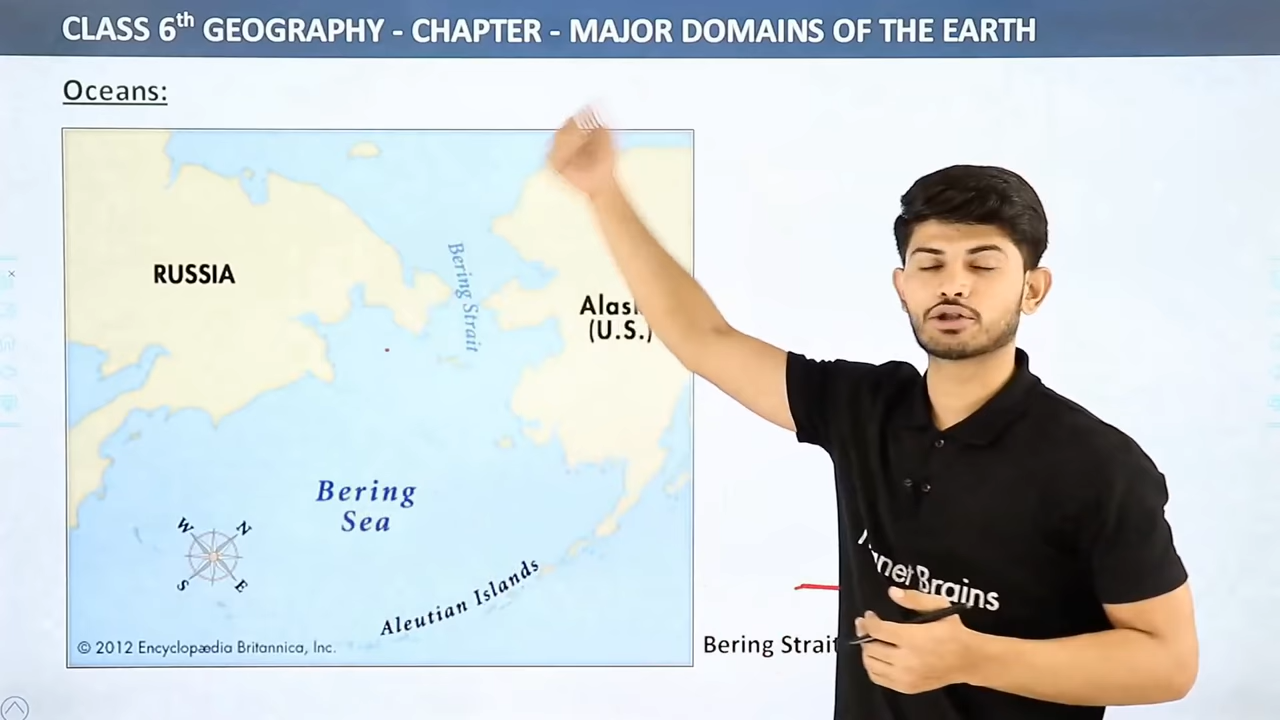 CLASS 6th GEOGRAPHY - CHAPTER - MAJOR DOMAINS OF THE EARTH
Oceans:
RUSSIA
Bering Strait
(U.S.)
Bering
Sea
W
N
S
E
Aleutian Islands
© 2012 Encyclopædia Britannica, Inc.
Bering Strait
Brains